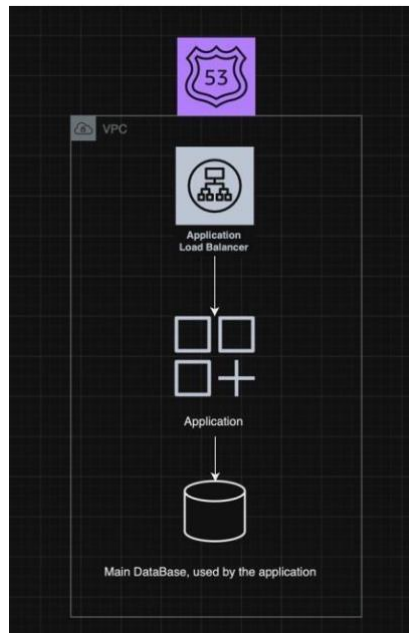 53
VPC
Application
Load Balancer
Application
Main DataBase, used by the application